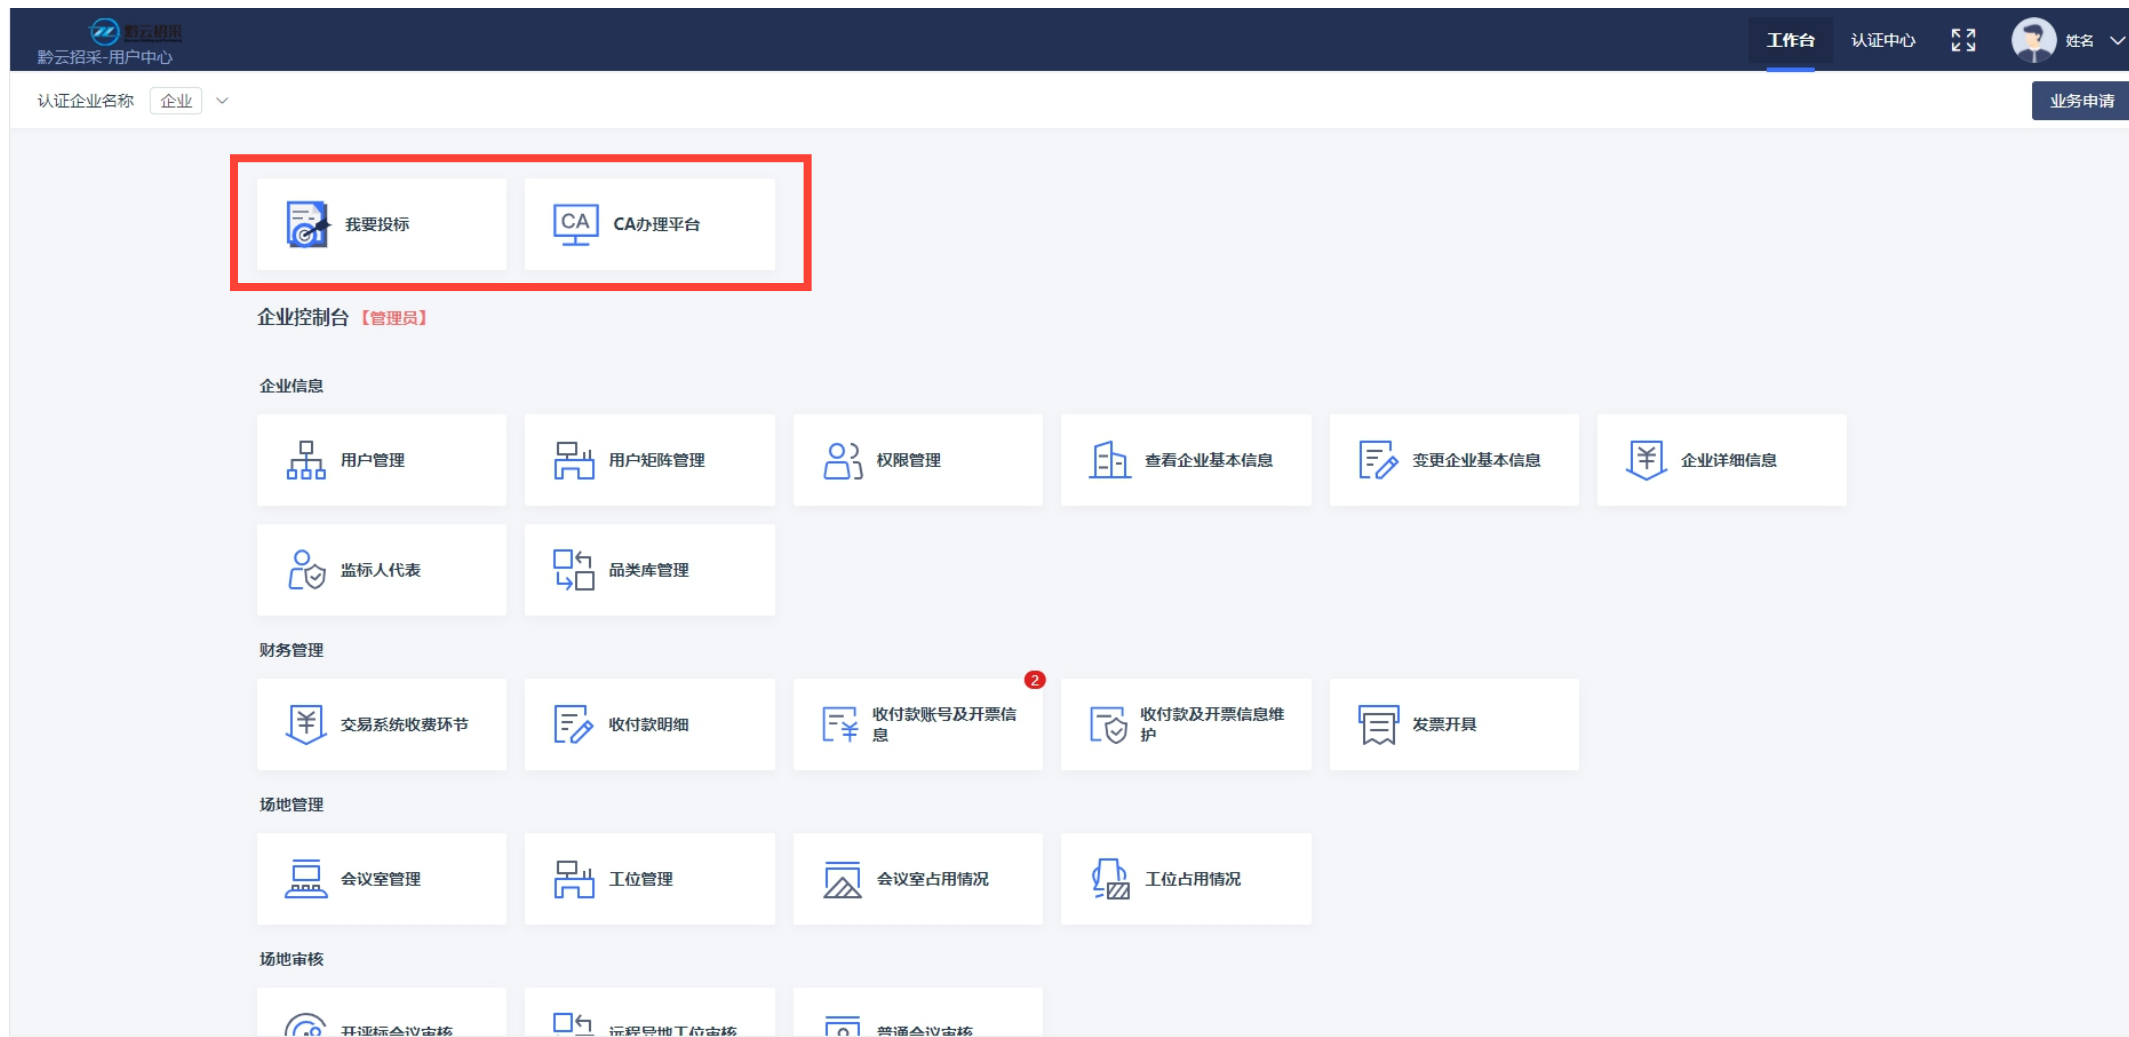 黔云招采
黔云招采-用户中心
工作台 认证中心 姓名
认证企业名称 企业
业务申请
我要投标
CA
CA办理平台
企业控制台【管理员】
企业信息
用户管理
用户矩阵管理
权限管理
查看企业基本信息
变更企业基本信息
企业详细信息
监标人代表
品类库管理
财务管理
交易系统收费环节
收付款明细
2
收付款账号及开票信
息
收付款及开票信息维
护
发票开具
场地管理
会议室管理
工位管理
会议室占用情况
工位占用情况
场地审核
开评标会议审核
远程异地工位审核
普通会议审核